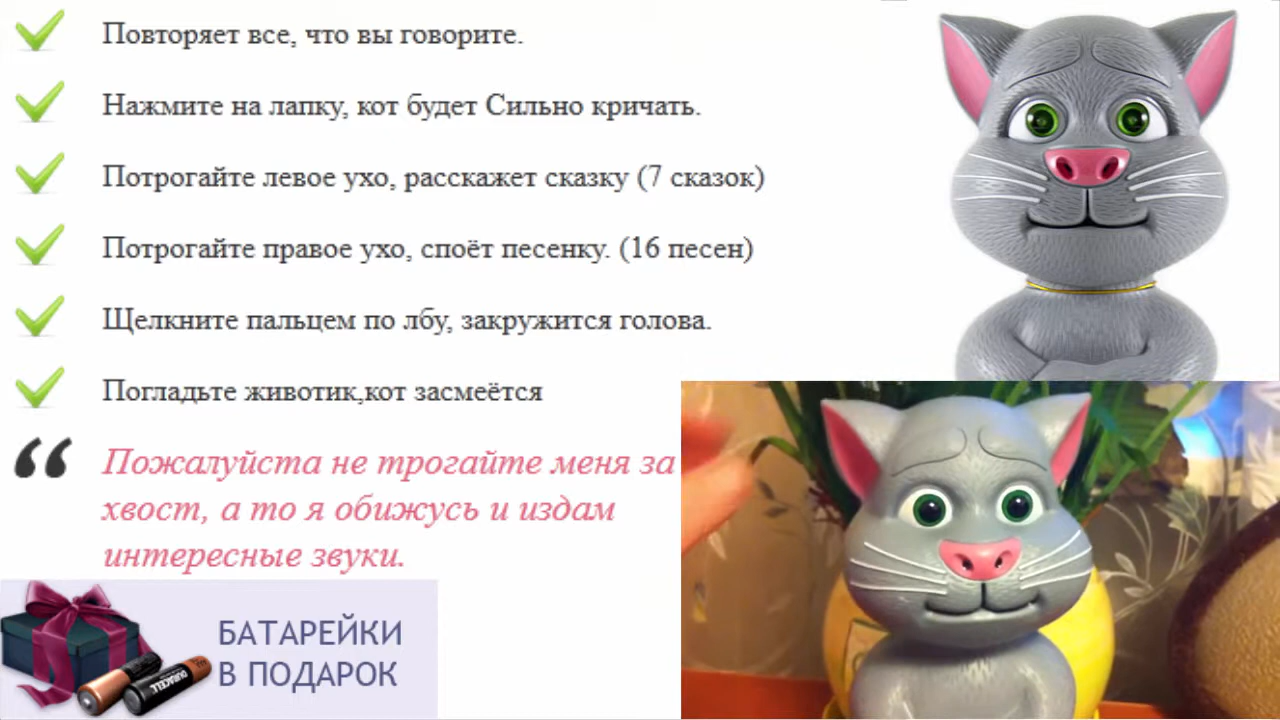 Повторяет все, что вы говорите.
Нажмите на лапку, кот будет Сильно кричать.
Потрогайте левое ухо, расскажет сказку (7 сказок)
Потрогайте правое ухо, споёт песенку. (16 песен)
Щелкните пальцем по лбу, закружится голова.
Погладьте животик,кот засмеётся
“ Пожалуйста не трогайте меня за
хвост, а то я обижусь и издам
интересные звуки.
БАТАРЕЙКИ
В ПОДАРОК
DURACELL